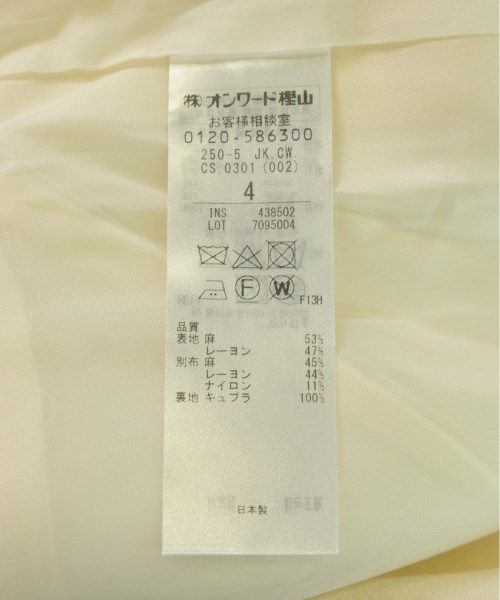 ㈱オンワード樫山
お客様相談室
0120-586300
250-5 JK.CW.
CS.0301(002)
4
INS 438502
LOT 7095004
F W F13H
品質
表地 麻 53%
レーヨン 47%
別布 麻 45%
レーヨン 44%
ナイロン 11%
裏地 キュプラ 100%
日本製